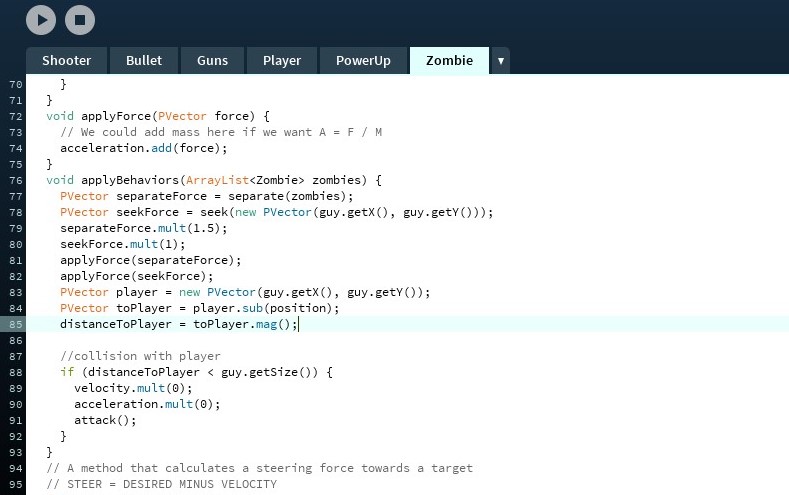 Shooter Bullet Guns Player PowerUp Zombie ▼
70 }
71 }
72 void applyForce(PVector force) {
73 // We could add mass here if we want A = F / M
74 acceleration.add(force);
75 }
76 void applyBehaviors(ArrayList<Zombie> zombies) {
77 PVector separateForce = separate(zombies);
78 PVector seekForce = seek(new PVector(guy.getX(), guy.getY()));
79 separateForce.mult(1.5);
80 seekForce.mult(1);
81 applyForce(separateForce);
82 applyForce(seekForce);
83 PVector player = new PVector(guy.getX(), guy.getY());
84 PVector toPlayer = player.sub(position);
85 distanceToPlayer = toPlayer.mag();
86
87 //collision with player
88 if (distanceToPlayer < guy.getSize()) {
89 velocity.mult(0);
90 acceleration.mult(0);
91 attack();
92 }
93 }
94 // A method that calculates a steering force towards a target
95 // STEER = DESIRED MINUS VELOCITY